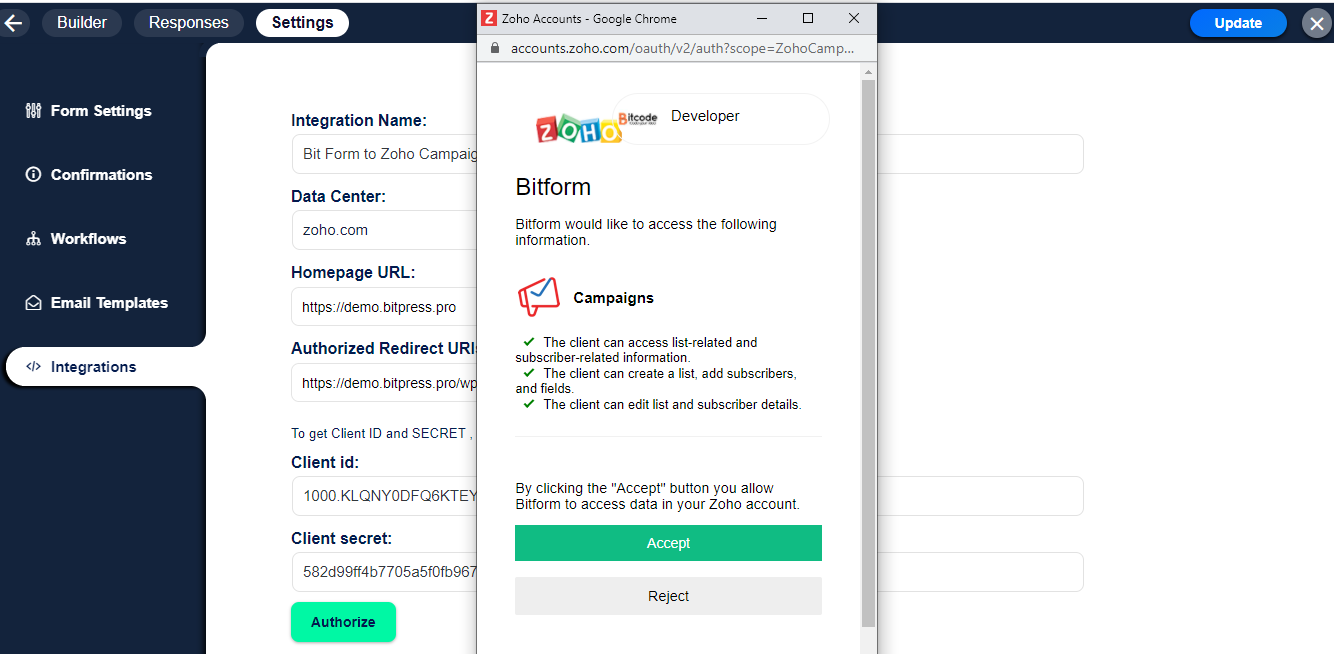 Builder
Responses
Settings
Update
Form Settings
Confirmations
Workflows
Email Templates
</> Integrations
Integration Name:
Bit Form to Zoho Campaig
Data Center:
zoho.com
Homepage URL:
https://demo.bitpress.pro
Authorized Redirect URIs
https://demo.bitpress.pro/wp
To get Client ID and SECRET ,
Client id:
1000.KLQNY0DFQ6KTEY
Client secret:
582d99ff4b7705a5f0fb967
Authorize
Z Zoho Accounts - Google Chrome
accounts.zoho.com/oauth/v2/auth?scope=ZohoCamp...
ZOHO
Bitcode
Developer
Bitform
Bitform would like to access the following
information.
Campaigns
The client can access list-related and
subscriber-related information.
The client can create a list, add subscribers,
and fields.
The client can edit list and subscriber details.
By clicking the "Accept" button you allow
Bitform to access data in your Zoho account.
Accept
Reject